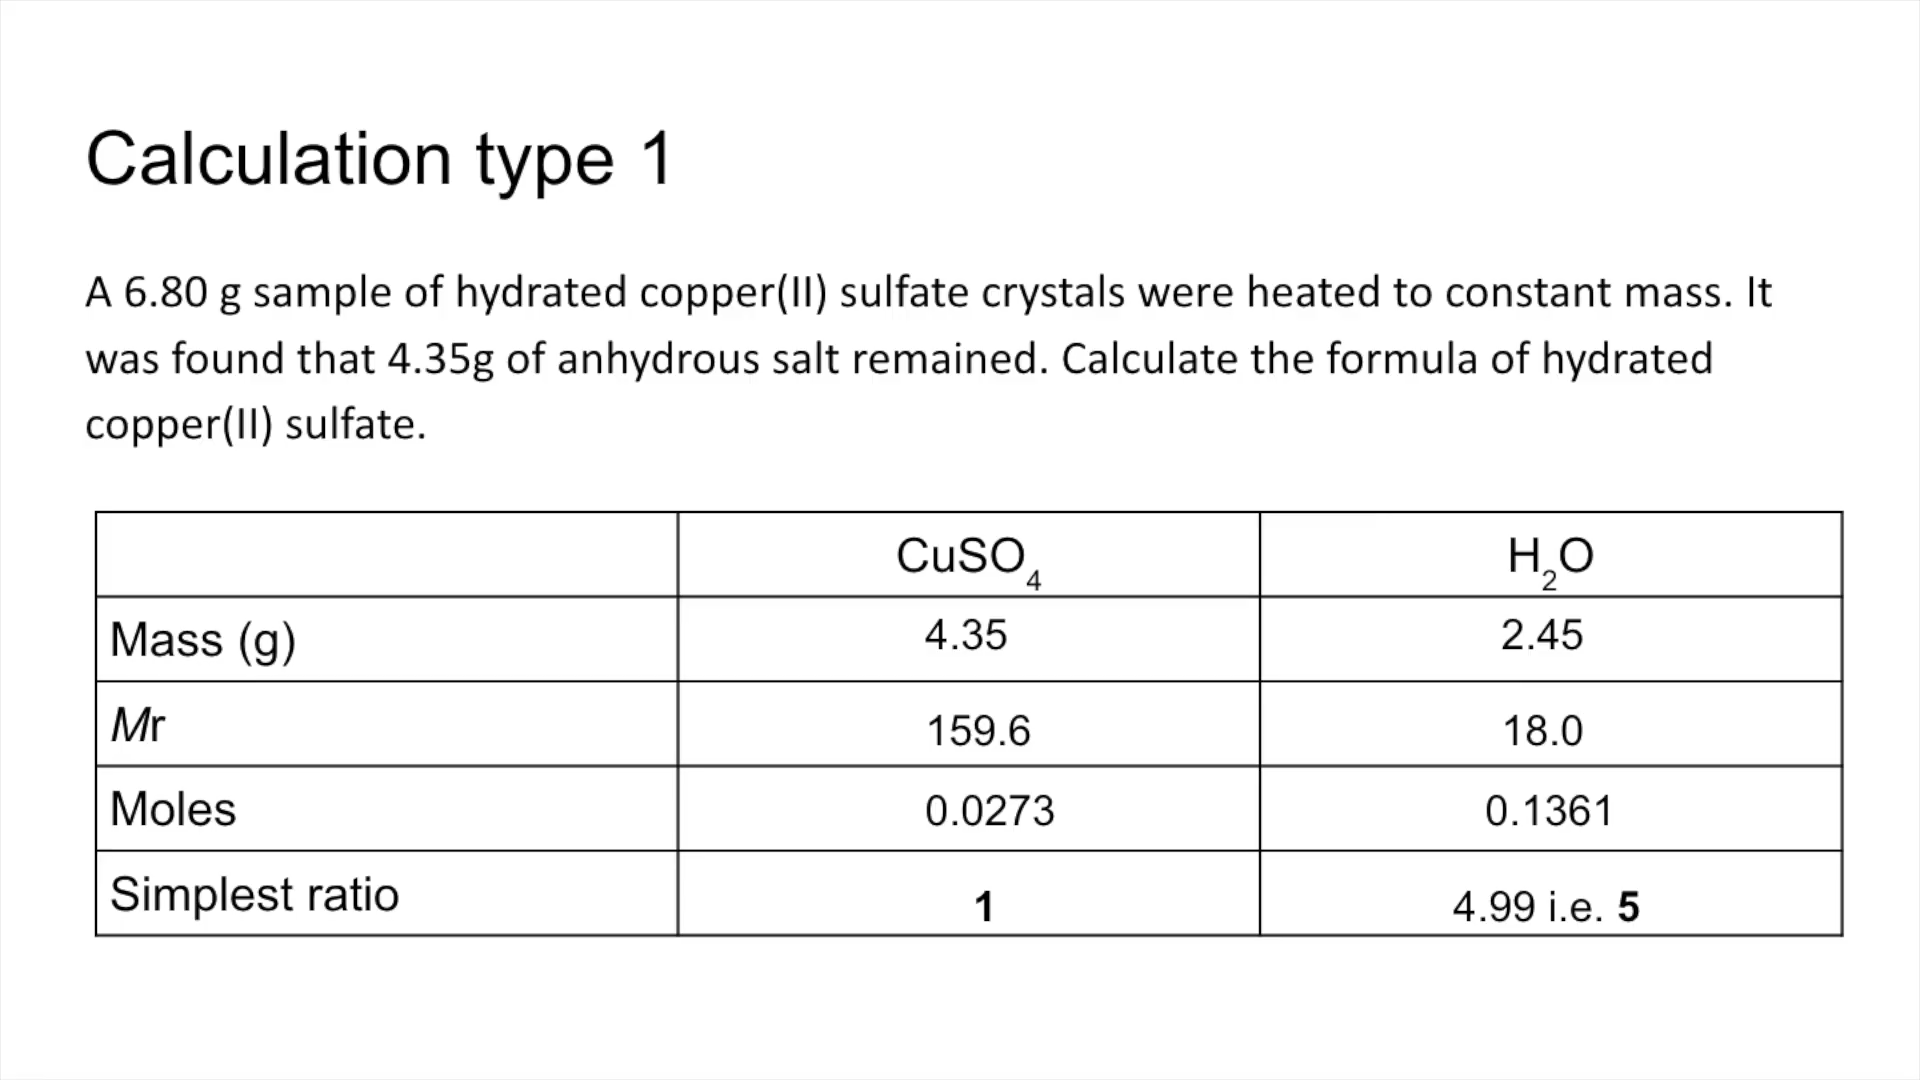 Calculation type 1
A 6.80 g sample of hydrated copper(II) sulfate crystals were heated to constant mass. It
was found that 4.35g of anhydrous salt remained. Calculate the formula of hydrated
copper(II) sulfate.
CuSO₄ H₂O
Mass (g) 4.35 2.45
Mr 159.6 18.0
Moles 0.0273 0.1361
Simplest ratio 1 4.99 i.e. 5